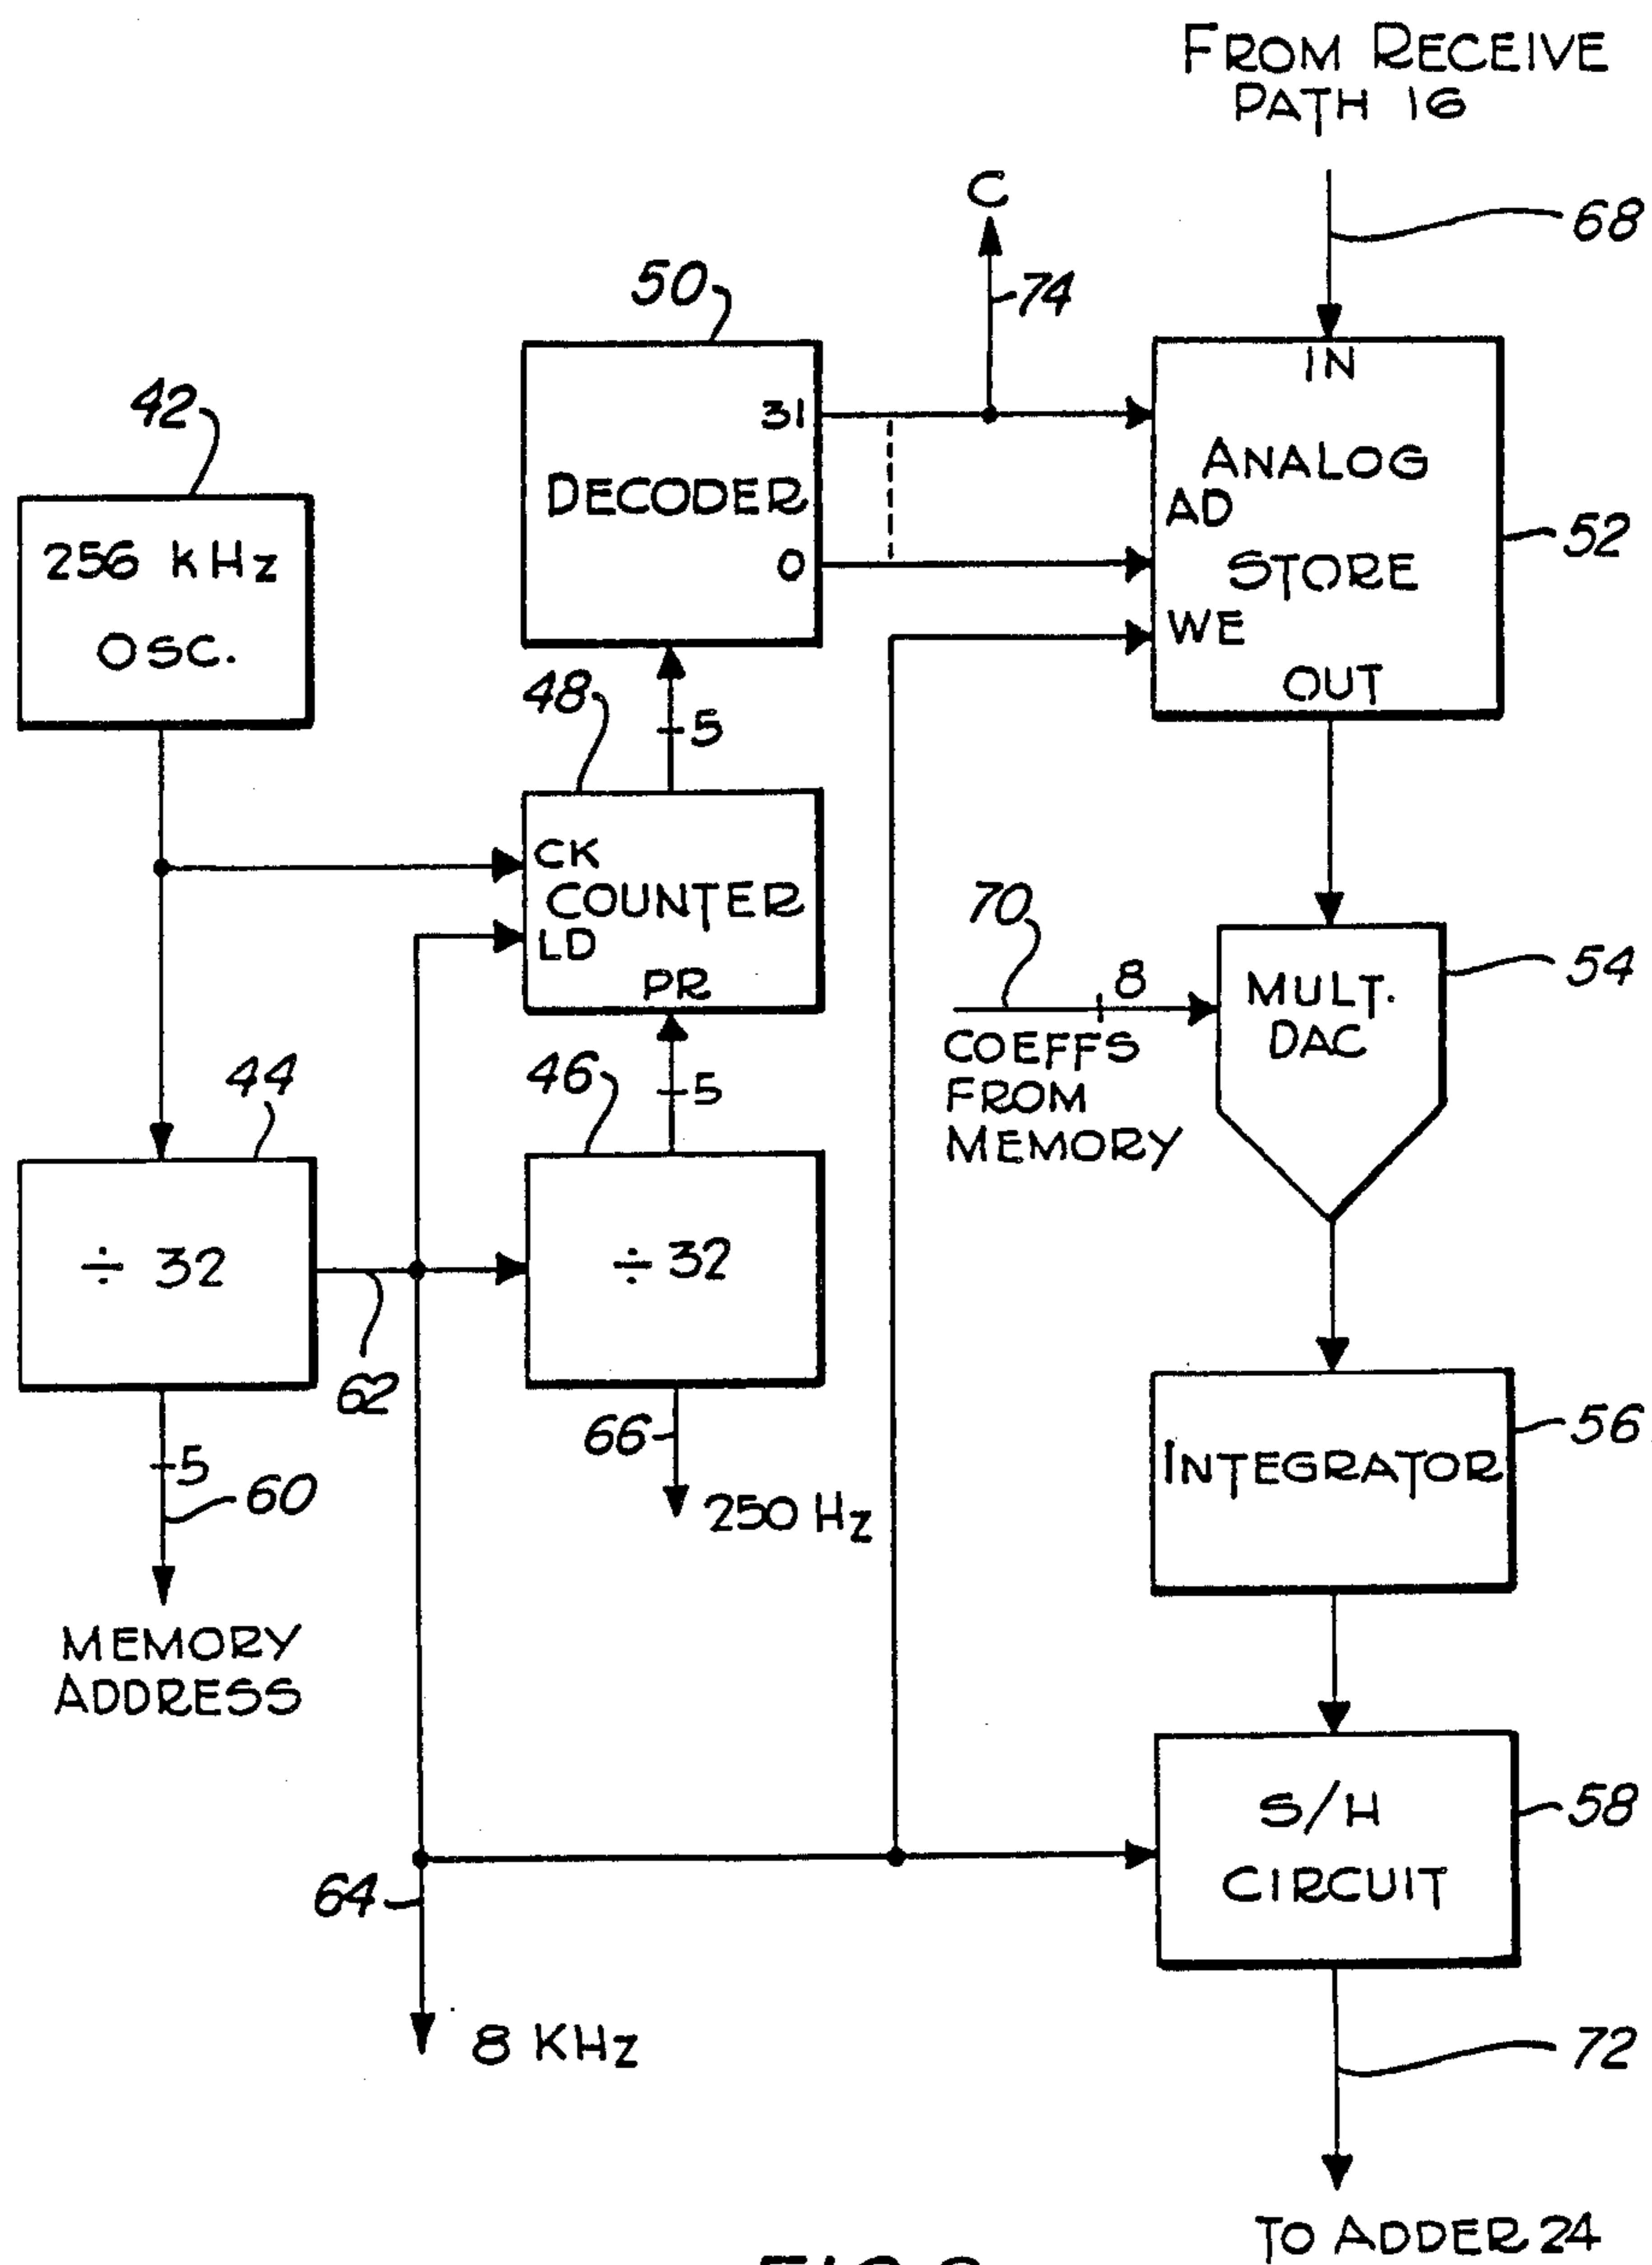 FROM RECEIVE
PATH 16
68
C
74
50
31
DECODER
0
IN
ANALOG
AD
STORE
WE
OUT
52
42
256 kHz
OSC.
48
5
CK
COUNTER
LD
PR
70
8
COEFFS
FROM
MEMORY
MULT.
DAC
54
44
÷ 32
46
5
÷ 32
62
66
250 Hz
5
60
MEMORY
ADDRESS
INTEGRATOR
56
S/H
CIRCUIT
58
64
8 KHz
72
TO ADDER 24